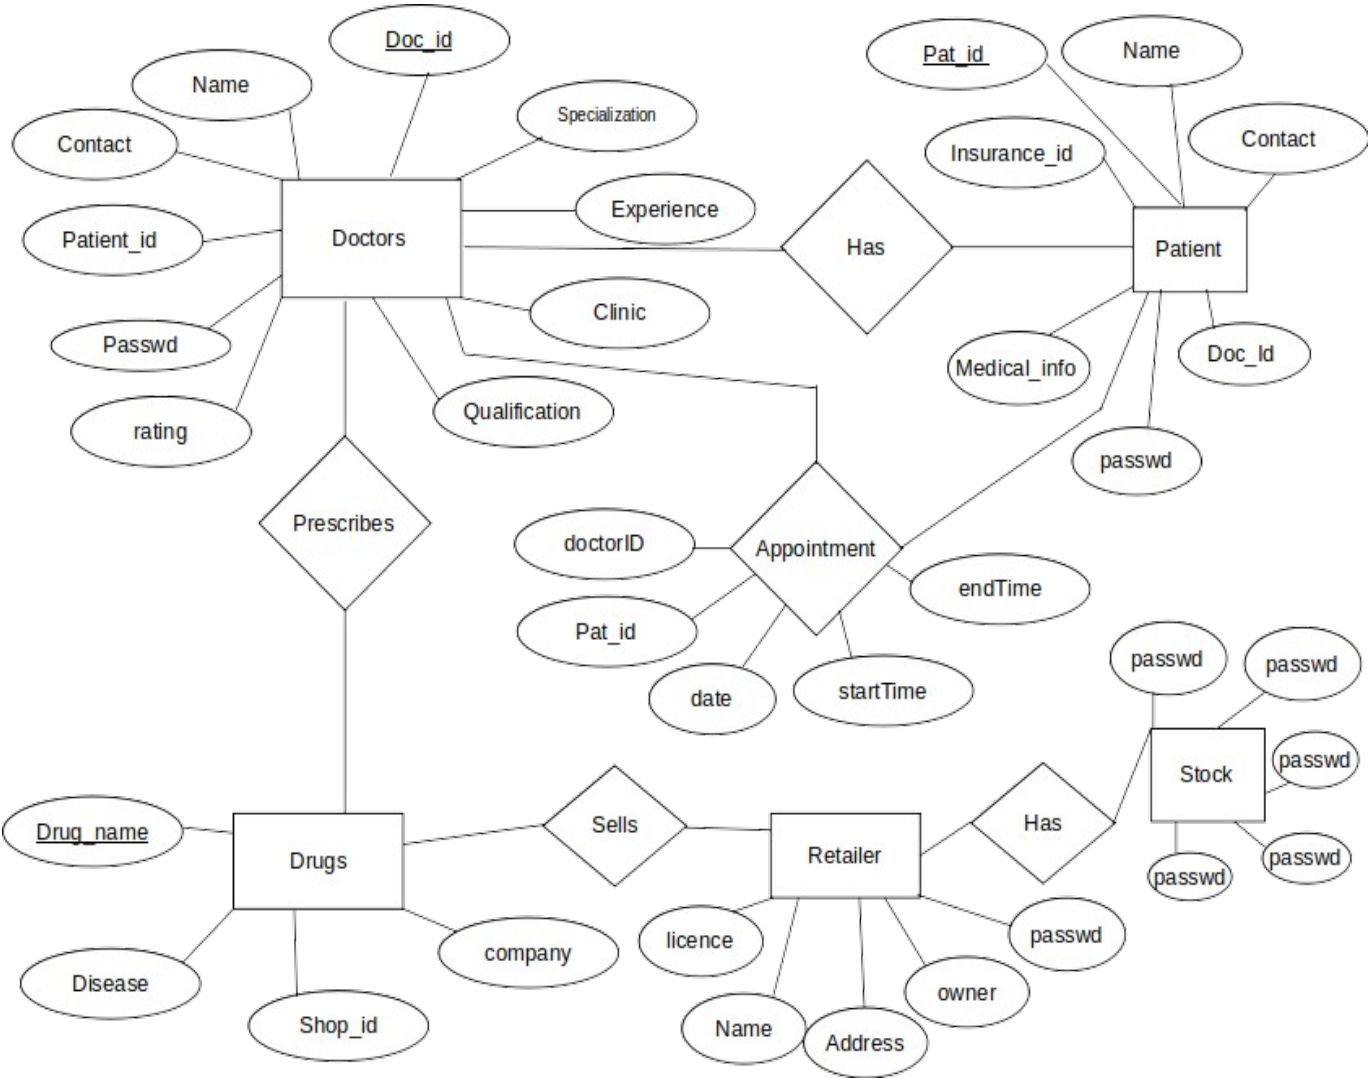 Doc_id
Pat_id
Name
Name
Specialization
Contact
Contact
Insurance_id
Experience
Patient_id
Doctors
Has
Patient
Clinic
Passwd
Doc_Id
Medical_info
Qualification
rating
passwd
Prescribes
doctorID
Appointment
endTime
Pat_id
date
startTime
passwd
passwd
passwd
Stock
Drug_name
Sells
Has
Drugs
Retailer
passwd
passwd
licence
passwd
company
Disease
owner
Shop_id
Name
Address